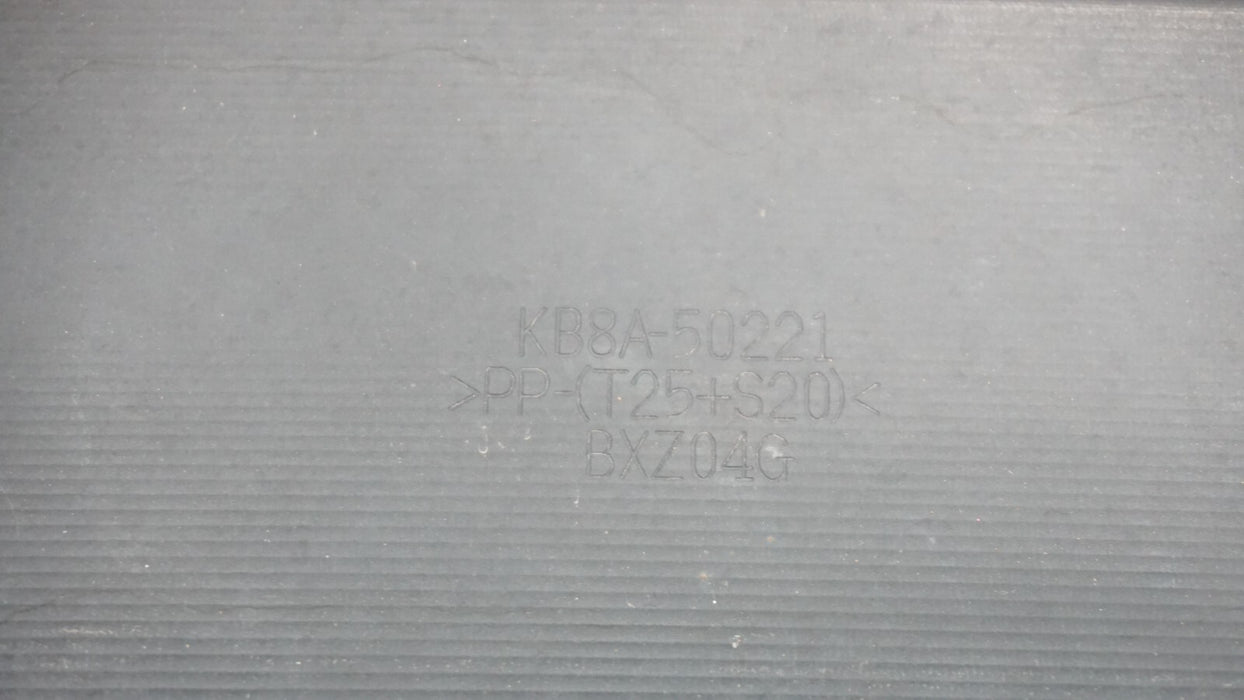 KB8A-50221
>PP-(T25+S20)<
BXZ04G